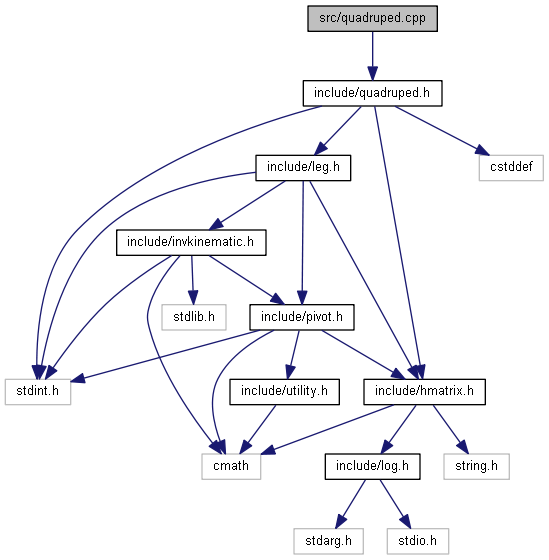 src/quadruped.cpp
include/quadruped.h
include/leg.h
cstddef
include/invkinematic.h
stdlib.h
include/pivot.h
stdint.h
include/utility.h
include/hmatrix.h
cmath
include/log.h
string.h
stdarg.h
stdio.h